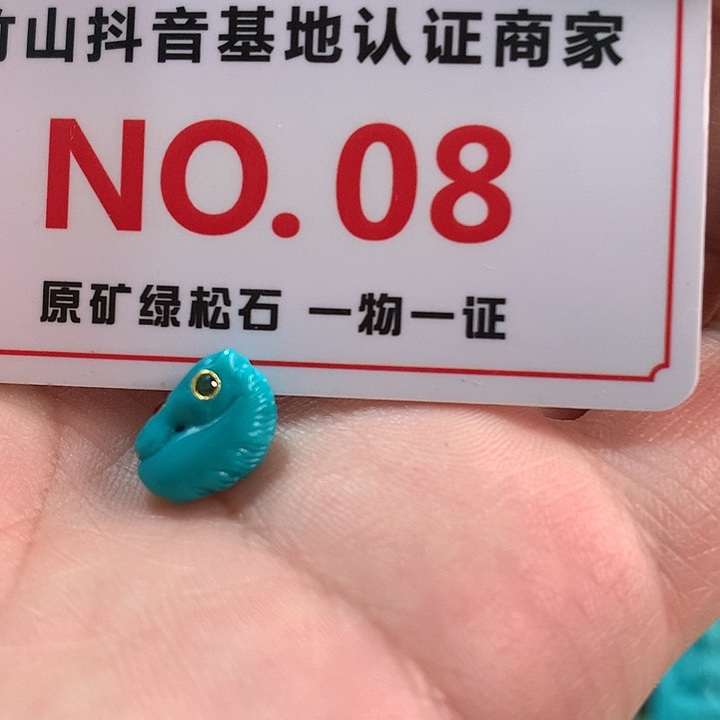 竹山抖音基地认证商家
NO. 08
原矿绿松石 一物一证